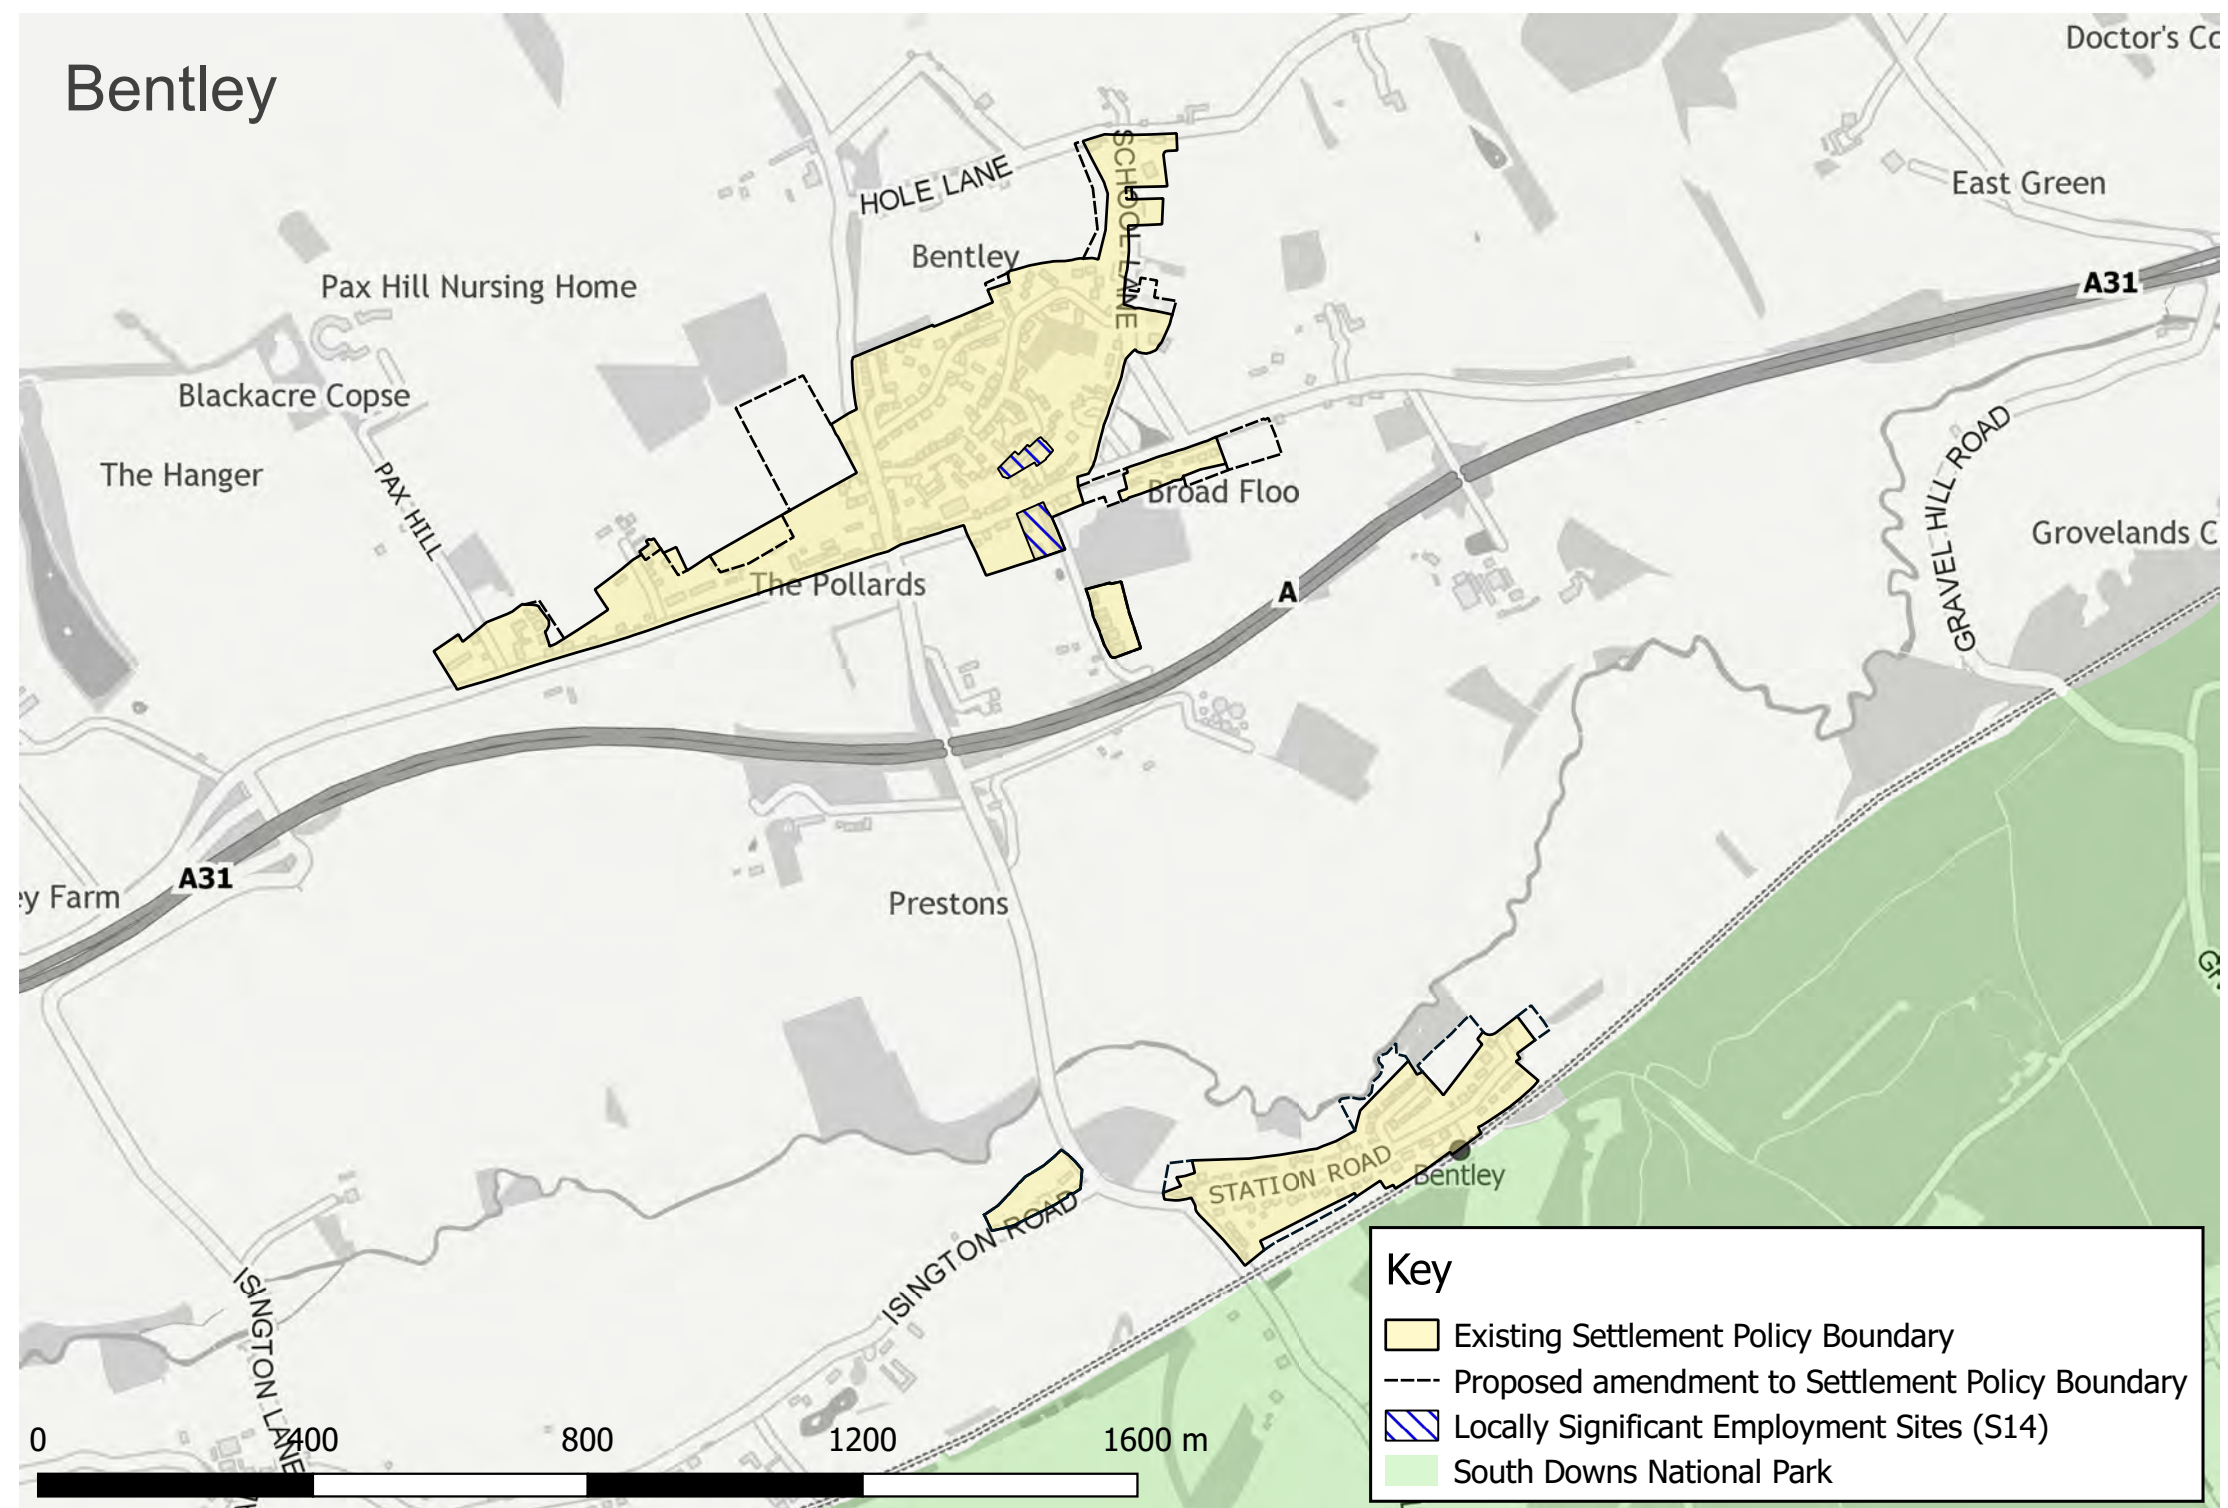 Bentley
Doctor's Cc
East Green
HOLE LANE
SCHOOL LANE
Bentley
Pax Hill Nursing Home
A31
Blackacre Copse
The Hanger
PAX HILL
Broad Floo
GRAVEL HILL ROAD
Grovelands C
The Pollards
A
A31
ey Farm
Prestons
STATION ROAD
Bentley
ISINGTON ROAD
ISINGTON LANE
Key
Existing Settlement Policy Boundary
Proposed amendment to Settlement Policy Boundary
Locally Significant Employment Sites (S14)
South Downs National Park
0 400 800 1200 1600 m